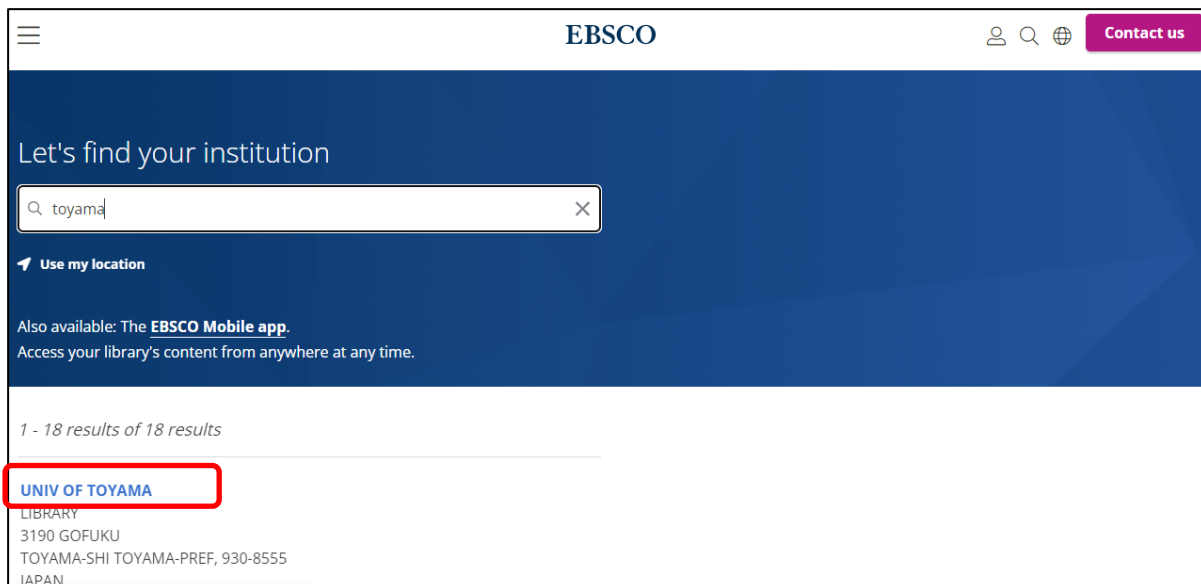 EBSCO
Contact us
Let's find your institution
toyama
Use my location
Also available: The EBSCO Mobile app.
Access your library's content from anywhere at any time.
1 - 18 results of 18 results
UNIV OF TOYAMA
LIBRARY
3190 GOFUKU
TOYAMA-SHI TOYAMA-PREF, 930-8555
JAPAN